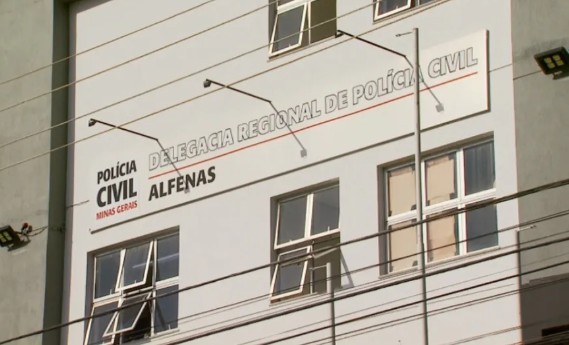 POLÍCIA
CIVIL
MINAS GERAIS
DELEGACIA REGIONAL DE POLÍCIA CIVIL
ALFENAS